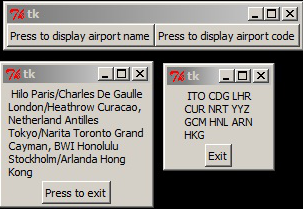 tk
Press to display airport name Press to display airport code
tk
Hilo Paris/Charles De Gaulle
London/Heathrow Curacao,
Netherland Antilles
Tokyo/Narita Toronto Grand
Cayman, BWI Honolulu
Stockholm/Arlanda Hong
Kong
Press to exit
tk
ITO CDG LHR
CUR NRT YYZ
GCM HNL ARN
HKG
Exit